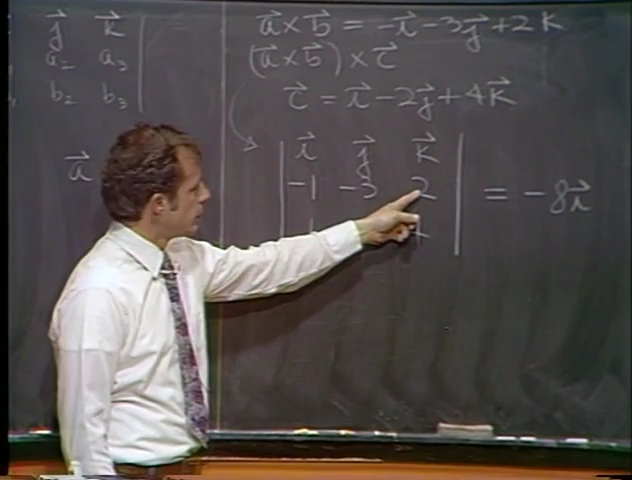 j⃗ k⃗
a₂ a₃
b₂ b₃
a⃗
a⃗ × b⃗ = -i⃗ - 3j⃗ + 2k
(a⃗ × b⃗) × c⃗
c⃗ = i⃗ - 2j⃗ + 4k⃗
i⃗ j⃗ k⃗
-1 -3 2 = -8i⃗